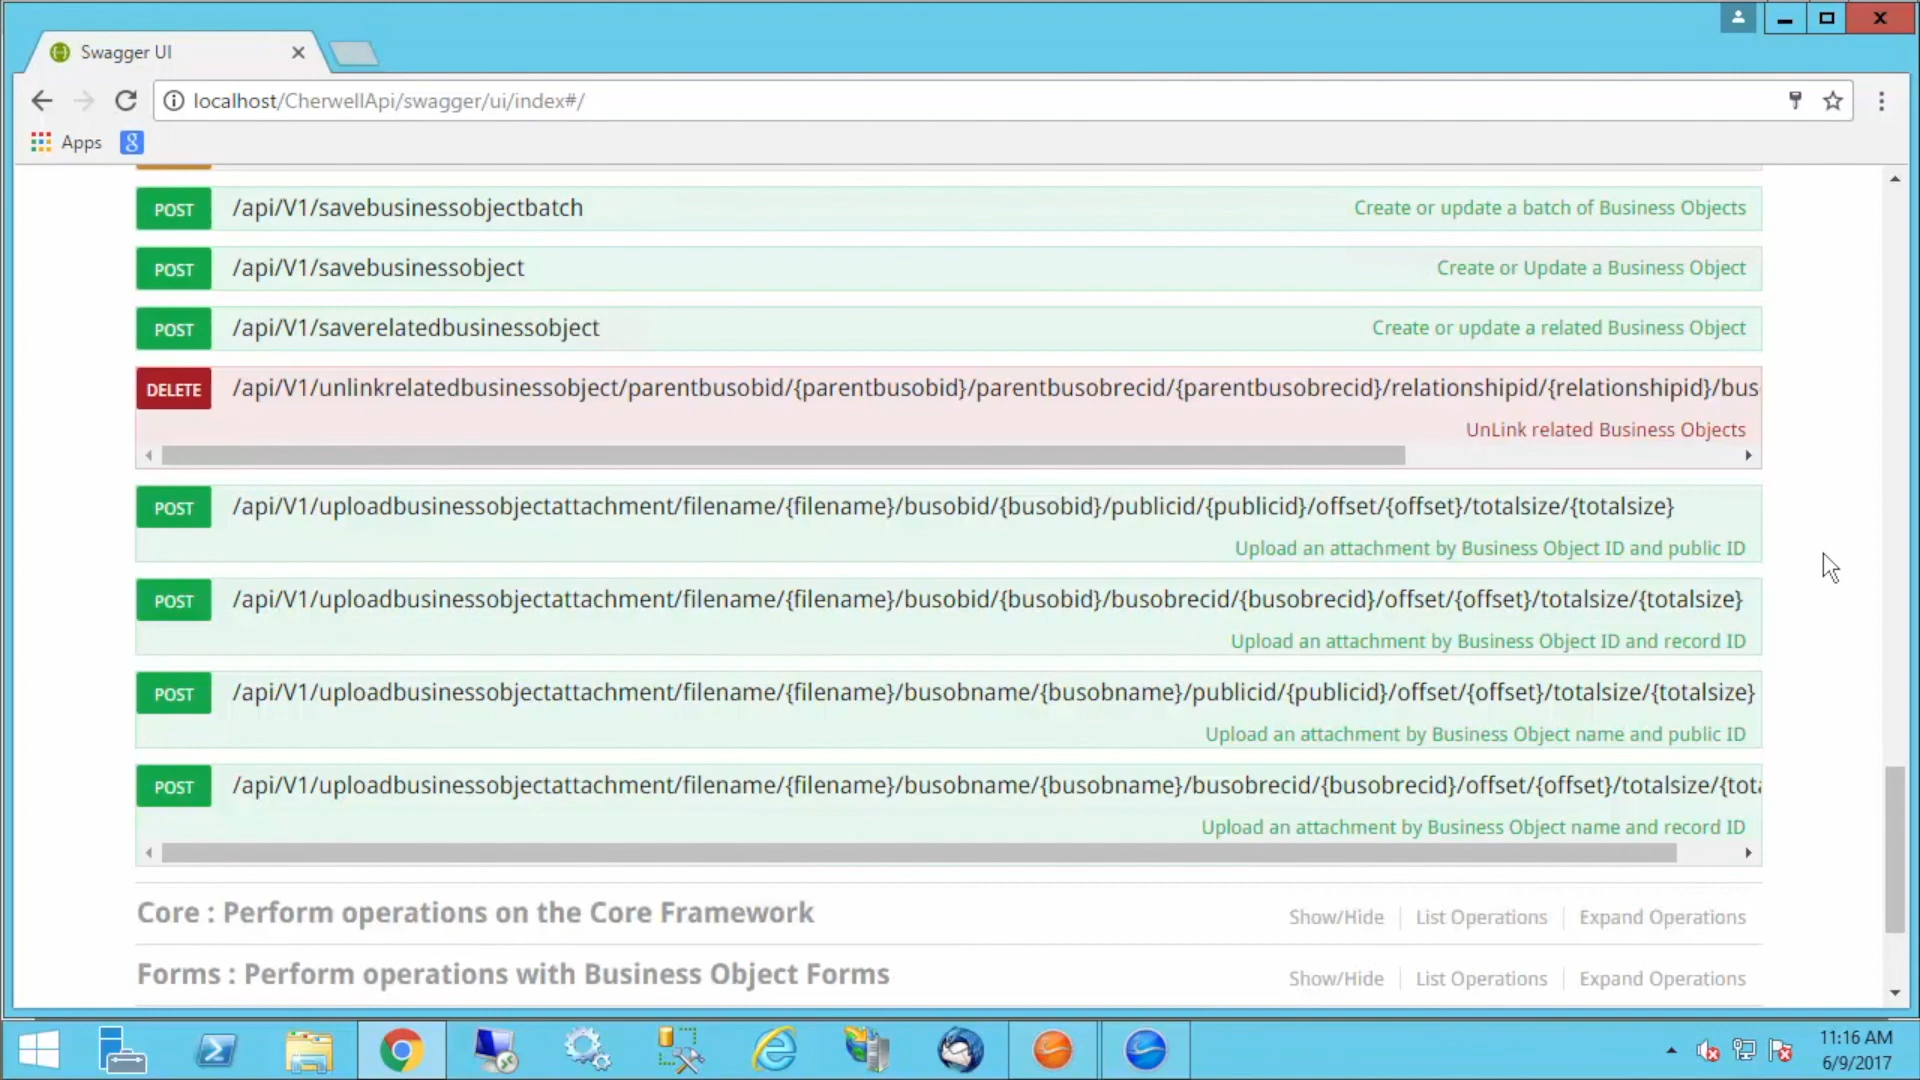 Swagger UI
localhost/CherwellApi/swagger/ui/index#/
Apps
POST /api/V1/savebusinessobjectbatch Create or update a batch of Business Objects
POST /api/V1/savebusinessobject Create or Update a Business Object
POST /api/V1/saverelatedbusinessobject Create or update a related Business Object
DELETE /api/V1/unlinkrelatedbusinessobject/parentbusobid/{parentbusobid}/parentbusobrecid/{parentbusobrecid}/relationshipid/{relationshipid}/bus
UnLink related Business Objects
POST /api/V1/uploadbusinessobjectattachment/filename/{filename}/busobid/{busobid}/publicid/{publicid}/offset/{offset}/totalsize/{totalsize}
Upload an attachment by Business Object ID and public ID
POST /api/V1/uploadbusinessobjectattachment/filename/{filename}/busobid/{busobid}/busobrecid/{busobrecid}/offset/{offset}/totalsize/{totalsize}
Upload an attachment by Business Object ID and record ID
POST /api/V1/uploadbusinessobjectattachment/filename/{filename}/busobname/{busobname}/publicid/{publicid}/offset/{offset}/totalsize/{totalsize}
Upload an attachment by Business Object name and public ID
POST /api/V1/uploadbusinessobjectattachment/filename/{filename}/busobname/{busobname}/busobrecid/{busobrecid}/offset/{offset}/totalsize/{tota
Upload an attachment by Business Object name and record ID
Core : Perform operations on the Core Framework Show/Hide List Operations Expand Operations
Forms : Perform operations with Business Object Forms Show/Hide List Operations Expand Operations
11:16 AM
6/9/2017